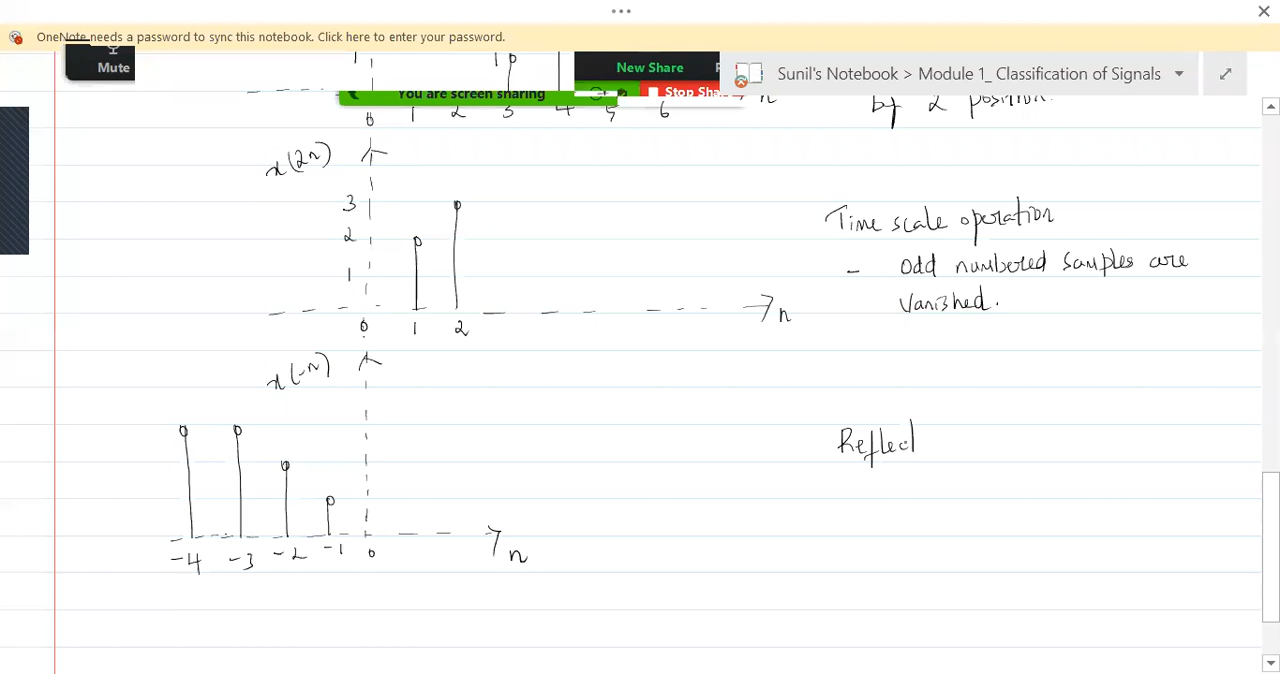 OneNote needs a password to sync this notebook. Click here to enter your password.
Mute
New Share
Sunil's Notebook > Module 1_ Classification of Signals
You are screen sharing
Stop Sha
1
1
n
by 2 position.
0 1 2 3 4 5 6
x(2n)
3
2
1
Time scale operation
- Odd numbered samples are
vanished.
0 1 2
n
x(-n)
Reflect
-4 -3 -2 -1 0
n